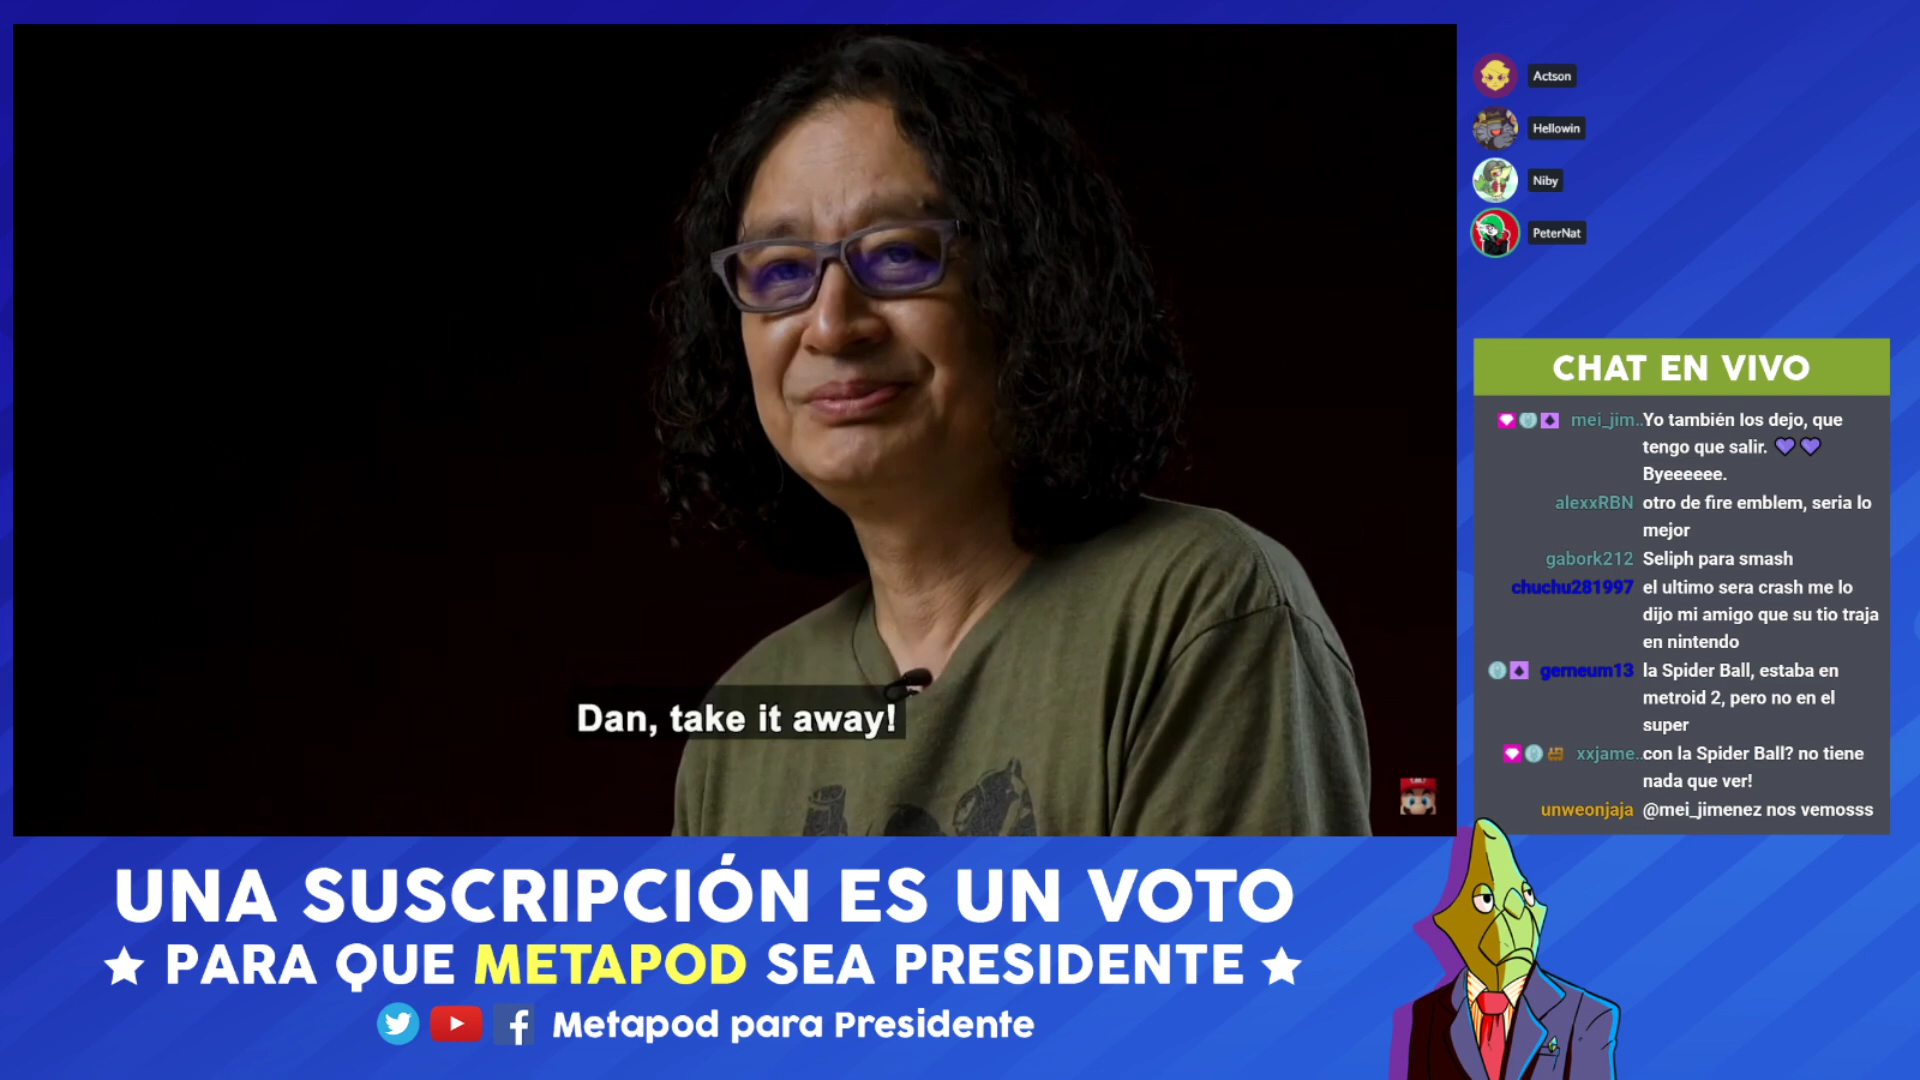 Dan, take it away!
Actson
Hellowin
Niby
PeterNat
CHAT EN VIVO
mei_jim.. Yo también los dejo, que
tengo que salir. 💜 💜
Byeeeeee.
alexxRBN otro de fire emblem, seria lo
mejor
gabork212 Seliph para smash
chuchu281997 el ultimo sera crash me lo
dijo mi amigo que su tio traja
en nintendo
gerneum13 la Spider Ball, estaba en
metroid 2, pero no en el
super
xxjame.. con la Spider Ball? no tiene
nada que ver!
unweonjaja @mei_jimenez nos vemosss
UNA SUSCRIPCIÓN ES UN VOTO
★ PARA QUE METAPOD SEA PRESIDENTE ★
Metapod para Presidente